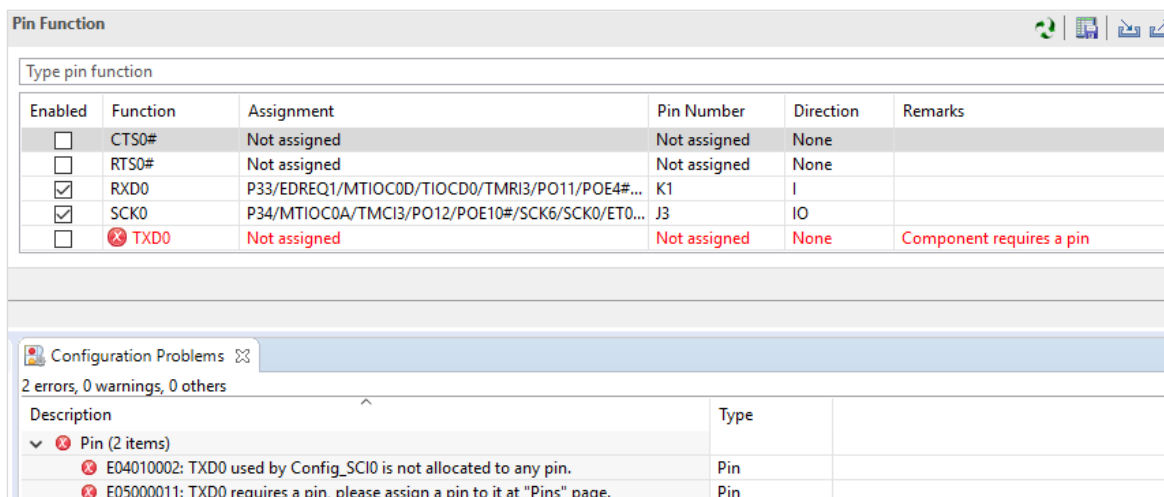 Pin Function
Type pin function
Enabled Function Assignment Pin Number Direction Remarks
CTS0# Not assigned Not assigned None
RTS0# Not assigned Not assigned None
RXD0 P33/EDREQ1/MTIOC0D/TIOCD0/TMRI3/PO11/POE4#... K1 I
SCK0 P34/MTIOC0A/TMCI3/PO12/POE10#/SCK6/SCK0/ET0... J3 IO
TXD0 Not assigned Not assigned None Component requires a pin
Configuration Problems
2 errors, 0 warnings, 0 others
Description Type
Pin (2 items)
E04010002: TXD0 used by Config_SCI0 is not allocated to any pin. Pin
E05000011: TXD0 requires a pin, please assign a pin to it at "Pins" page. Pin